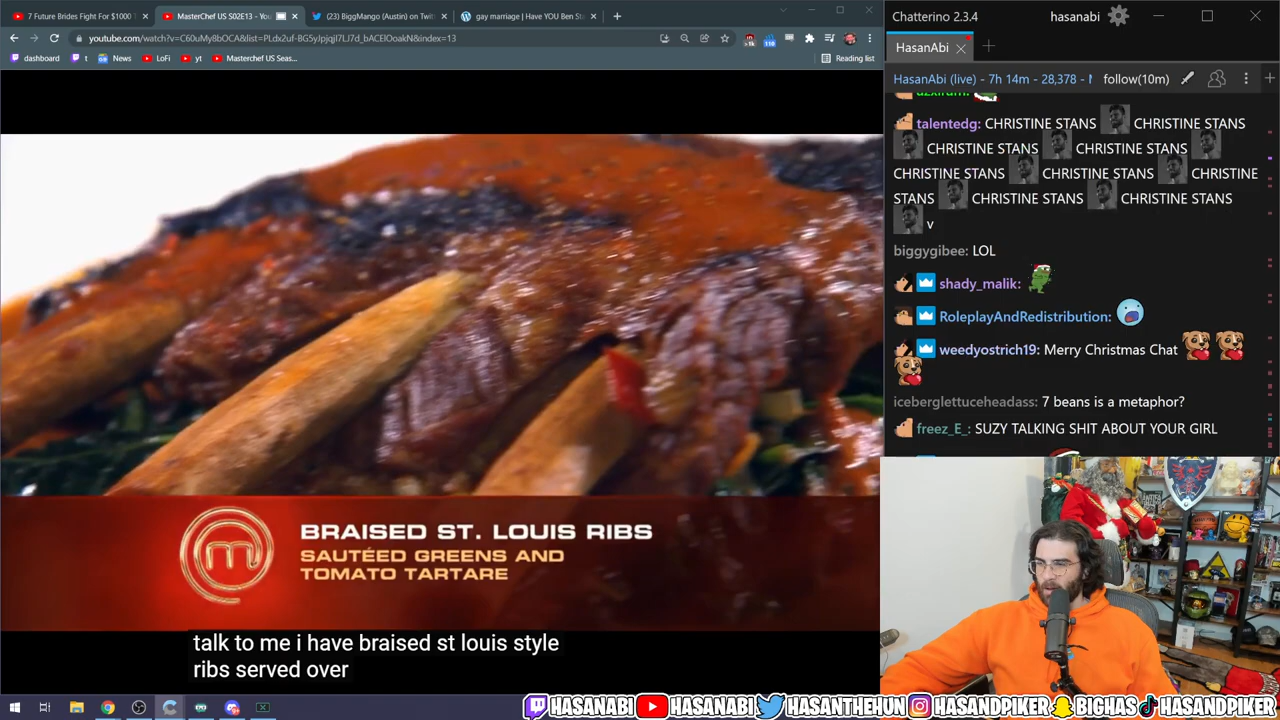 7 Future Brides Fight For $1000
MasterChef US S02E13 - You
(23) BiggMango (Austin) on Twit
gay marriage | Have YOU Ben Sta
youtube.com/watch?v=C60uMy8bOCA&list=PLdx2uf-BG5yJpjqjl7LJ7d_bACElOoakN&index=13
dashboard
t
News
LoFi
yt
Masterchef US Seas...
Reading list
BRAISED ST. LOUIS RIBS
SAUTÉED GREENS AND
TOMATO TARTARE
talk to me i have braised st louis style
ribs served over
Chatterino 2.3.4
hasanabi
HasanAbi
HasanAbi (live) - 7h 14m - 28,378 - M
follow(10m)
talentedg: CHRISTINE STANS CHRISTINE STANS
CHRISTINE STANS CHRISTINE STANS
CHRISTINE STANS CHRISTINE STANS CHRISTINE
STANS CHRISTINE STANS CHRISTINE STANS
v
biggygibee: LOL
shady_malik:
RoleplayAndRedistribution:
weedyostrich19: Merry Christmas Chat
iceberglettuceheadass: 7 beans is a metaphor?
freez_E_: SUZY TALKING SHIT ABOUT YOUR GIRL
HASANABI HASANABI HASANTHEHUN HASANDPIKER BIGHAS HASANDPIKER